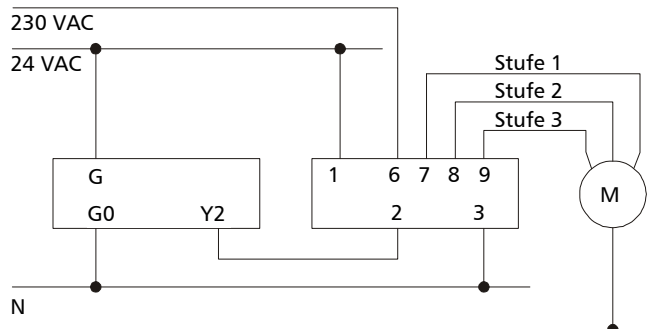 230 VAC
24 VAC
Stufe 1
Stufe 2
Stufe 3
G
1 6 7 8 9
M
G0 Y2
2 3
N